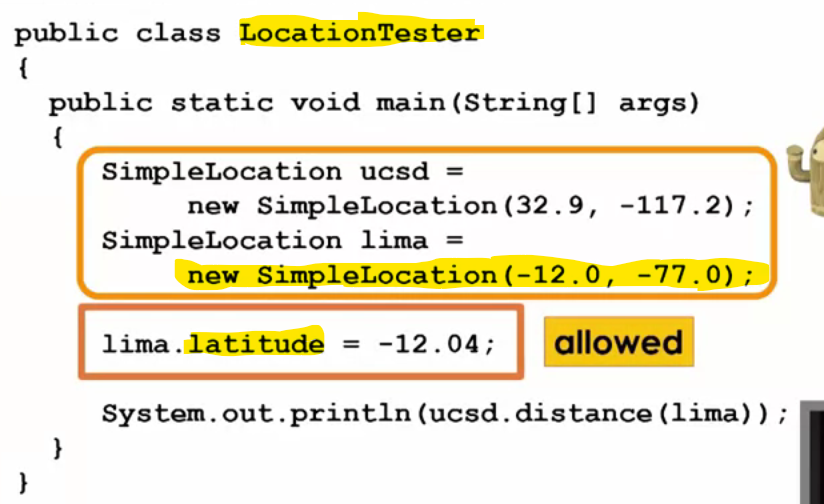 public class LocationTester
{
public static void main(String[] args)
{
SimpleLocation ucsd =
new SimpleLocation(32.9, -117.2);
SimpleLocation lima =
new SimpleLocation(-12.0, -77.0);
lima.latitude = -12.04; allowed
System.out.println(ucsd.distance(lima));
}
}